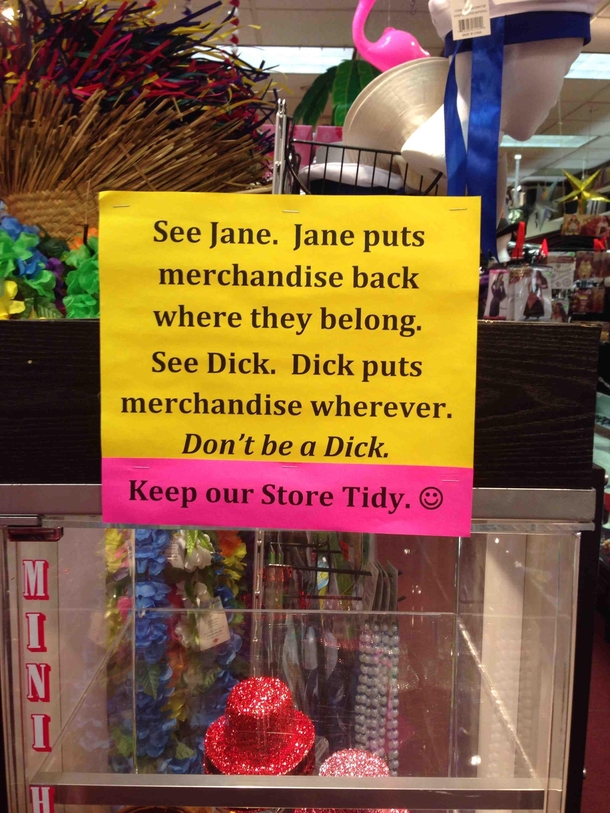 See Jane.  Jane puts
merchandise back
where they belong.
See Dick.  Dick puts
merchandise wherever.
Don't be a Dick.
Keep our Store Tidy. ☺
MINI H